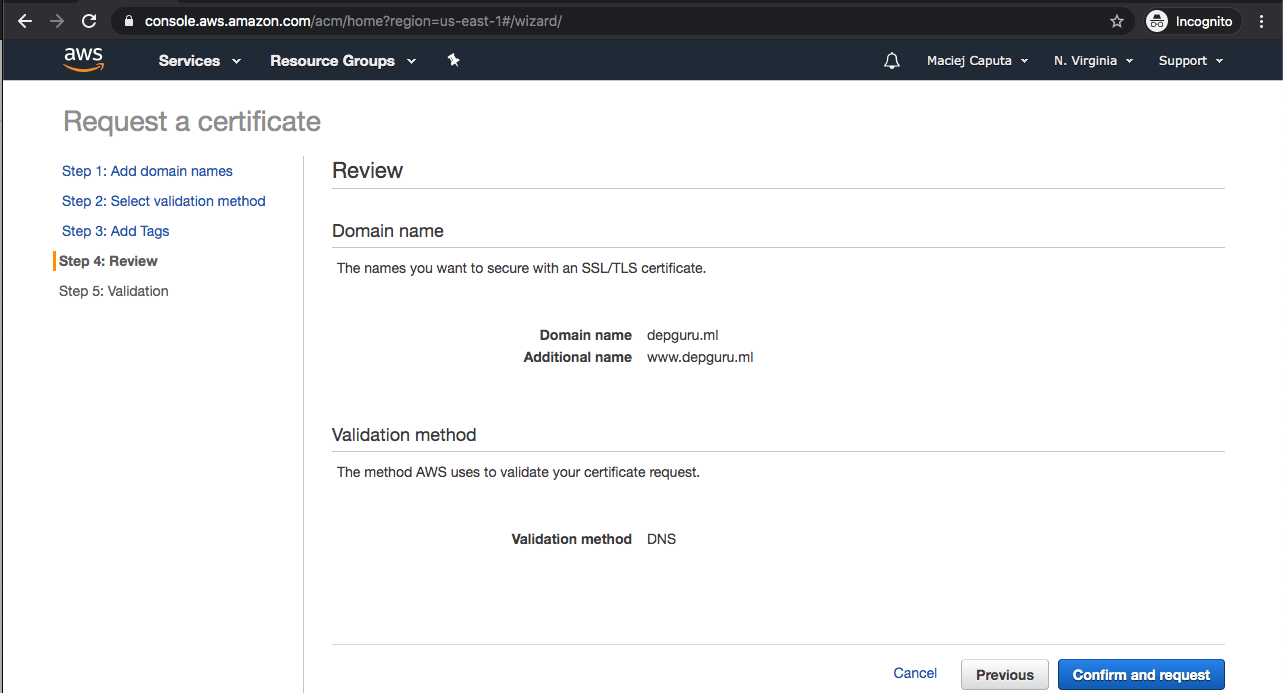 console.aws.amazon.com/acm/home?region=us-east-1#/wizard/
Incognito
aws Services Resource Groups Maciej Caputa N. Virginia Support
Request a certificate
Step 1: Add domain names
Step 2: Select validation method
Step 3: Add Tags
Step 4: Review
Step 5: Validation
Review
Domain name
The names you want to secure with an SSL/TLS certificate.
Domain name depguru.ml
Additional name www.depguru.ml
Validation method
The method AWS uses to validate your certificate request.
Validation method DNS
Cancel Previous Confirm and request